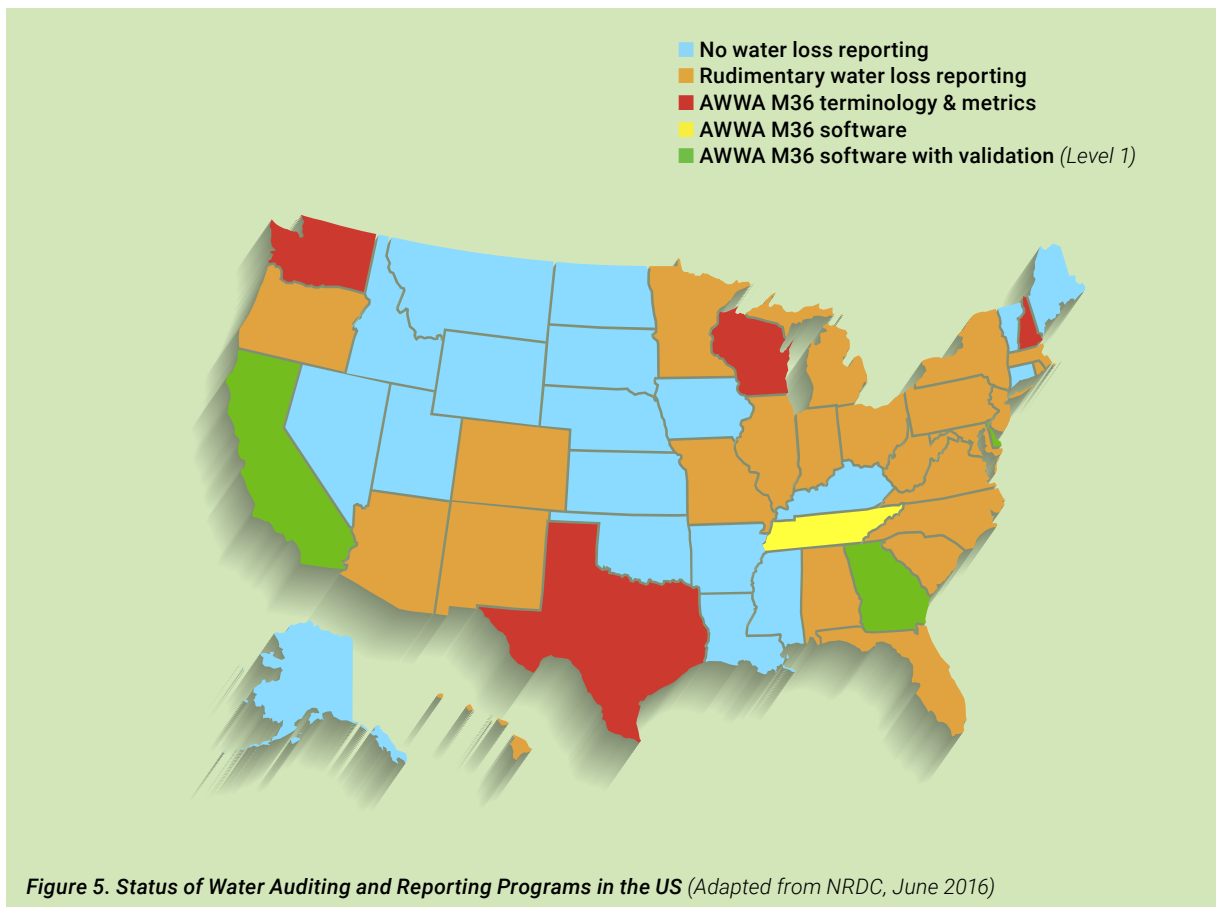 No water loss reporting
Rudimentary water loss reporting
AWWA M36 terminology & metrics
AWWA M36 software
AWWA M36 software with validation (Level 1)
Figure 5. Status of Water Auditing and Reporting Programs in the US (Adapted from NRDC, June 2016)